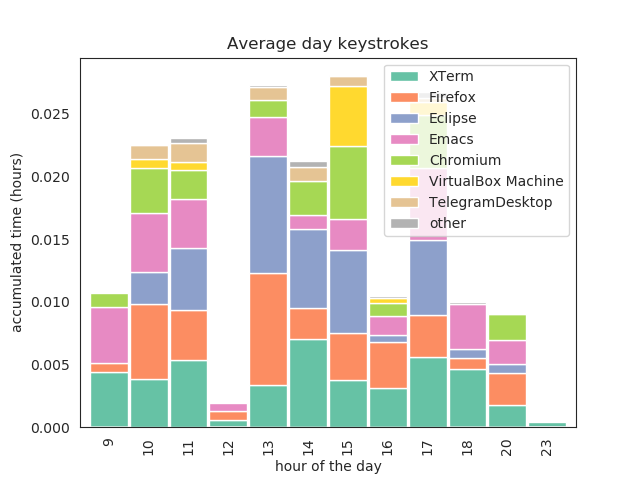 Average day keystrokes
XTerm
Firefox
Eclipse
Emacs
Chromium
VirtualBox Machine
TelegramDesktop
other
accumulated time (hours)
0.025
0.020
0.015
0.010
0.005
0.000
9 10 11 12 13 14 15 16 17 18 20 23
hour of the day